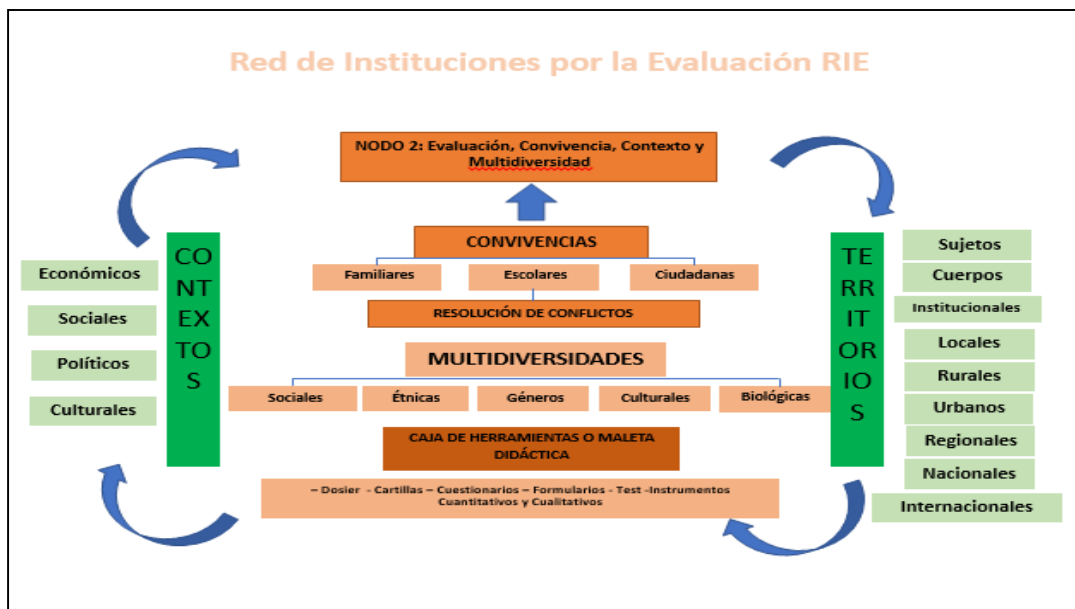 Red de Instituciones por la Evaluación RIE
NODO 2: Evaluación, Convivencia, Contexto y
Multidiversidad
CONVIVENCIAS
Familiares
Escolares
Ciudadanas
RESOLUCIÓN DE CONFLICTOS
MULTIDIVERSIDADES
Sociales
Étnicas
Géneros
Culturales
Biológicas
CAJA DE HERRAMIENTAS O MALETA
DIDÁCTICA
– Dosier - Cartillas – Cuestionarios – Formularios - Test -Instrumentos
Cuantitativos y Cualitativos
CO
NT
EX
TO
S
Económicos
Sociales
Políticos
Culturales
TE
RR
IT
OR
IO
S
Sujetos
Cuerpos
Institucionales
Locales
Rurales
Urbanos
Regionales
Nacionales
Internacionales